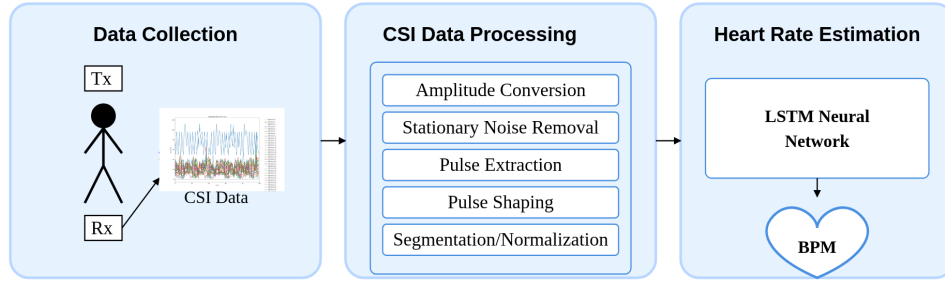 Data Collection
Tx
CSI Data
Rx
CSI Data Processing
Amplitude Conversion
Stationary Noise Removal
Pulse Extraction
Pulse Shaping
Segmentation/Normalization
Heart Rate Estimation
LSTM Neural
Network
BPM